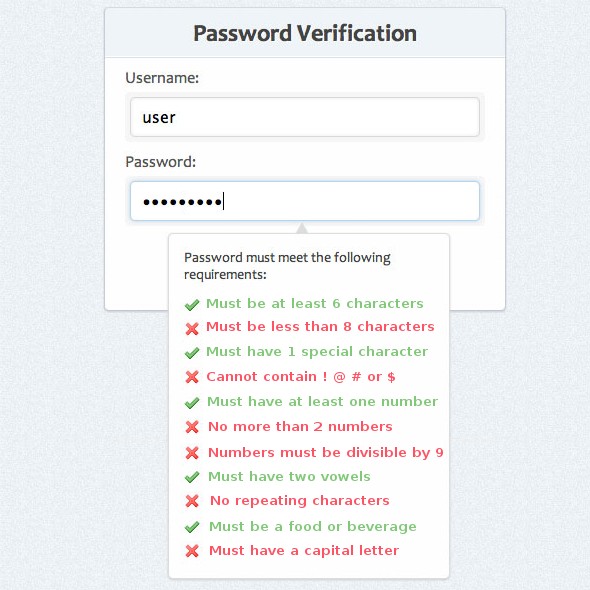 Password Verification
Username:
user
Password:
•••••••••
Password must meet the following
requirements:
Must be at least 6 characters
Must be less than 8 characters
Must have 1 special character
Cannot contain ! @ # or $
Must have at least one number
No more than 2 numbers
Numbers must be divisible by 9
Must have two vowels
No repeating characters
Must be a food or beverage
Must have a capital letter